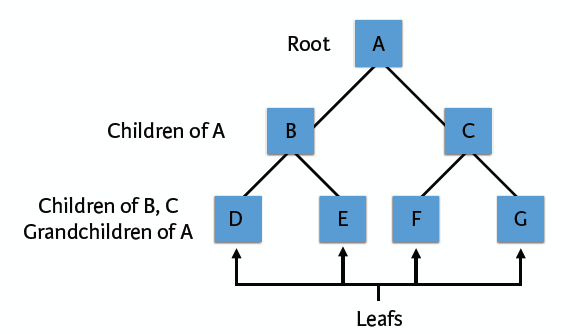 Root
A
Children of A
B
C
Children of B, C
Grandchildren of A
D
E
F
G
Leafs